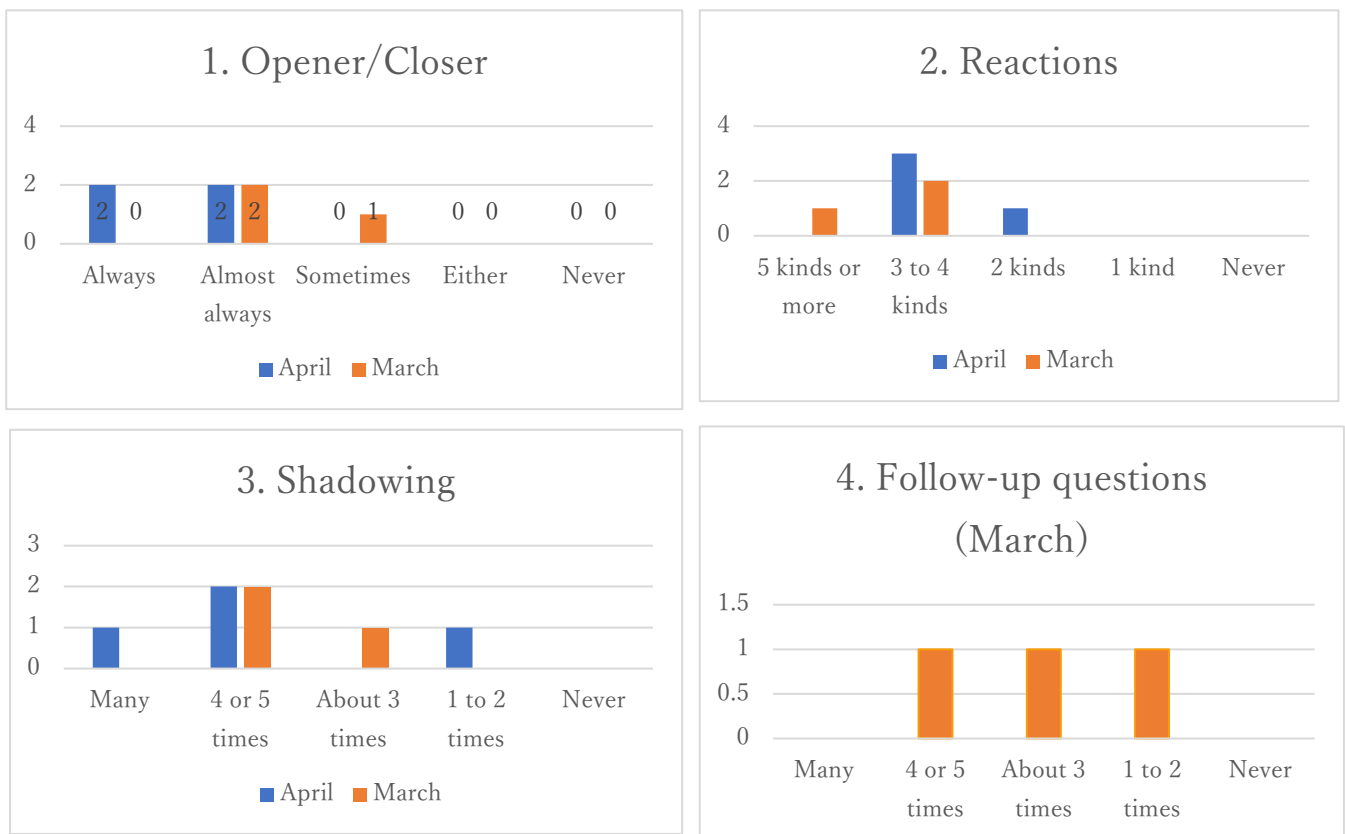 1. Opener/Closer
4
2
0
2 0 2 2 0 1 0 0 0 0
Always Almost always Sometimes Either Never
April March
2. Reactions
4
2
0
5 kinds or more 3 to 4 kinds 2 kinds 1 kind Never
April March
3. Shadowing
3
2
1
0
Many 4 or 5 times About 3 times 1 to 2 times Never
April March
4. Follow-up questions
(March)
1.5
1
0.5
0
Many 4 or 5 times About 3 times 1 to 2 times Never